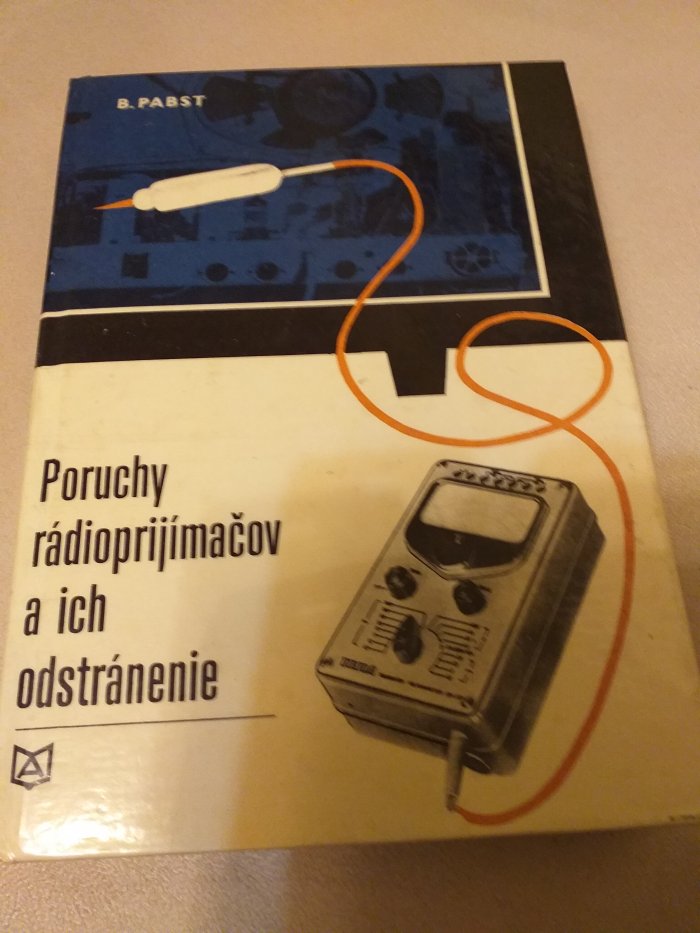 B. PABST
Poruchy
rádioprijímačov
a ich
odstránenie